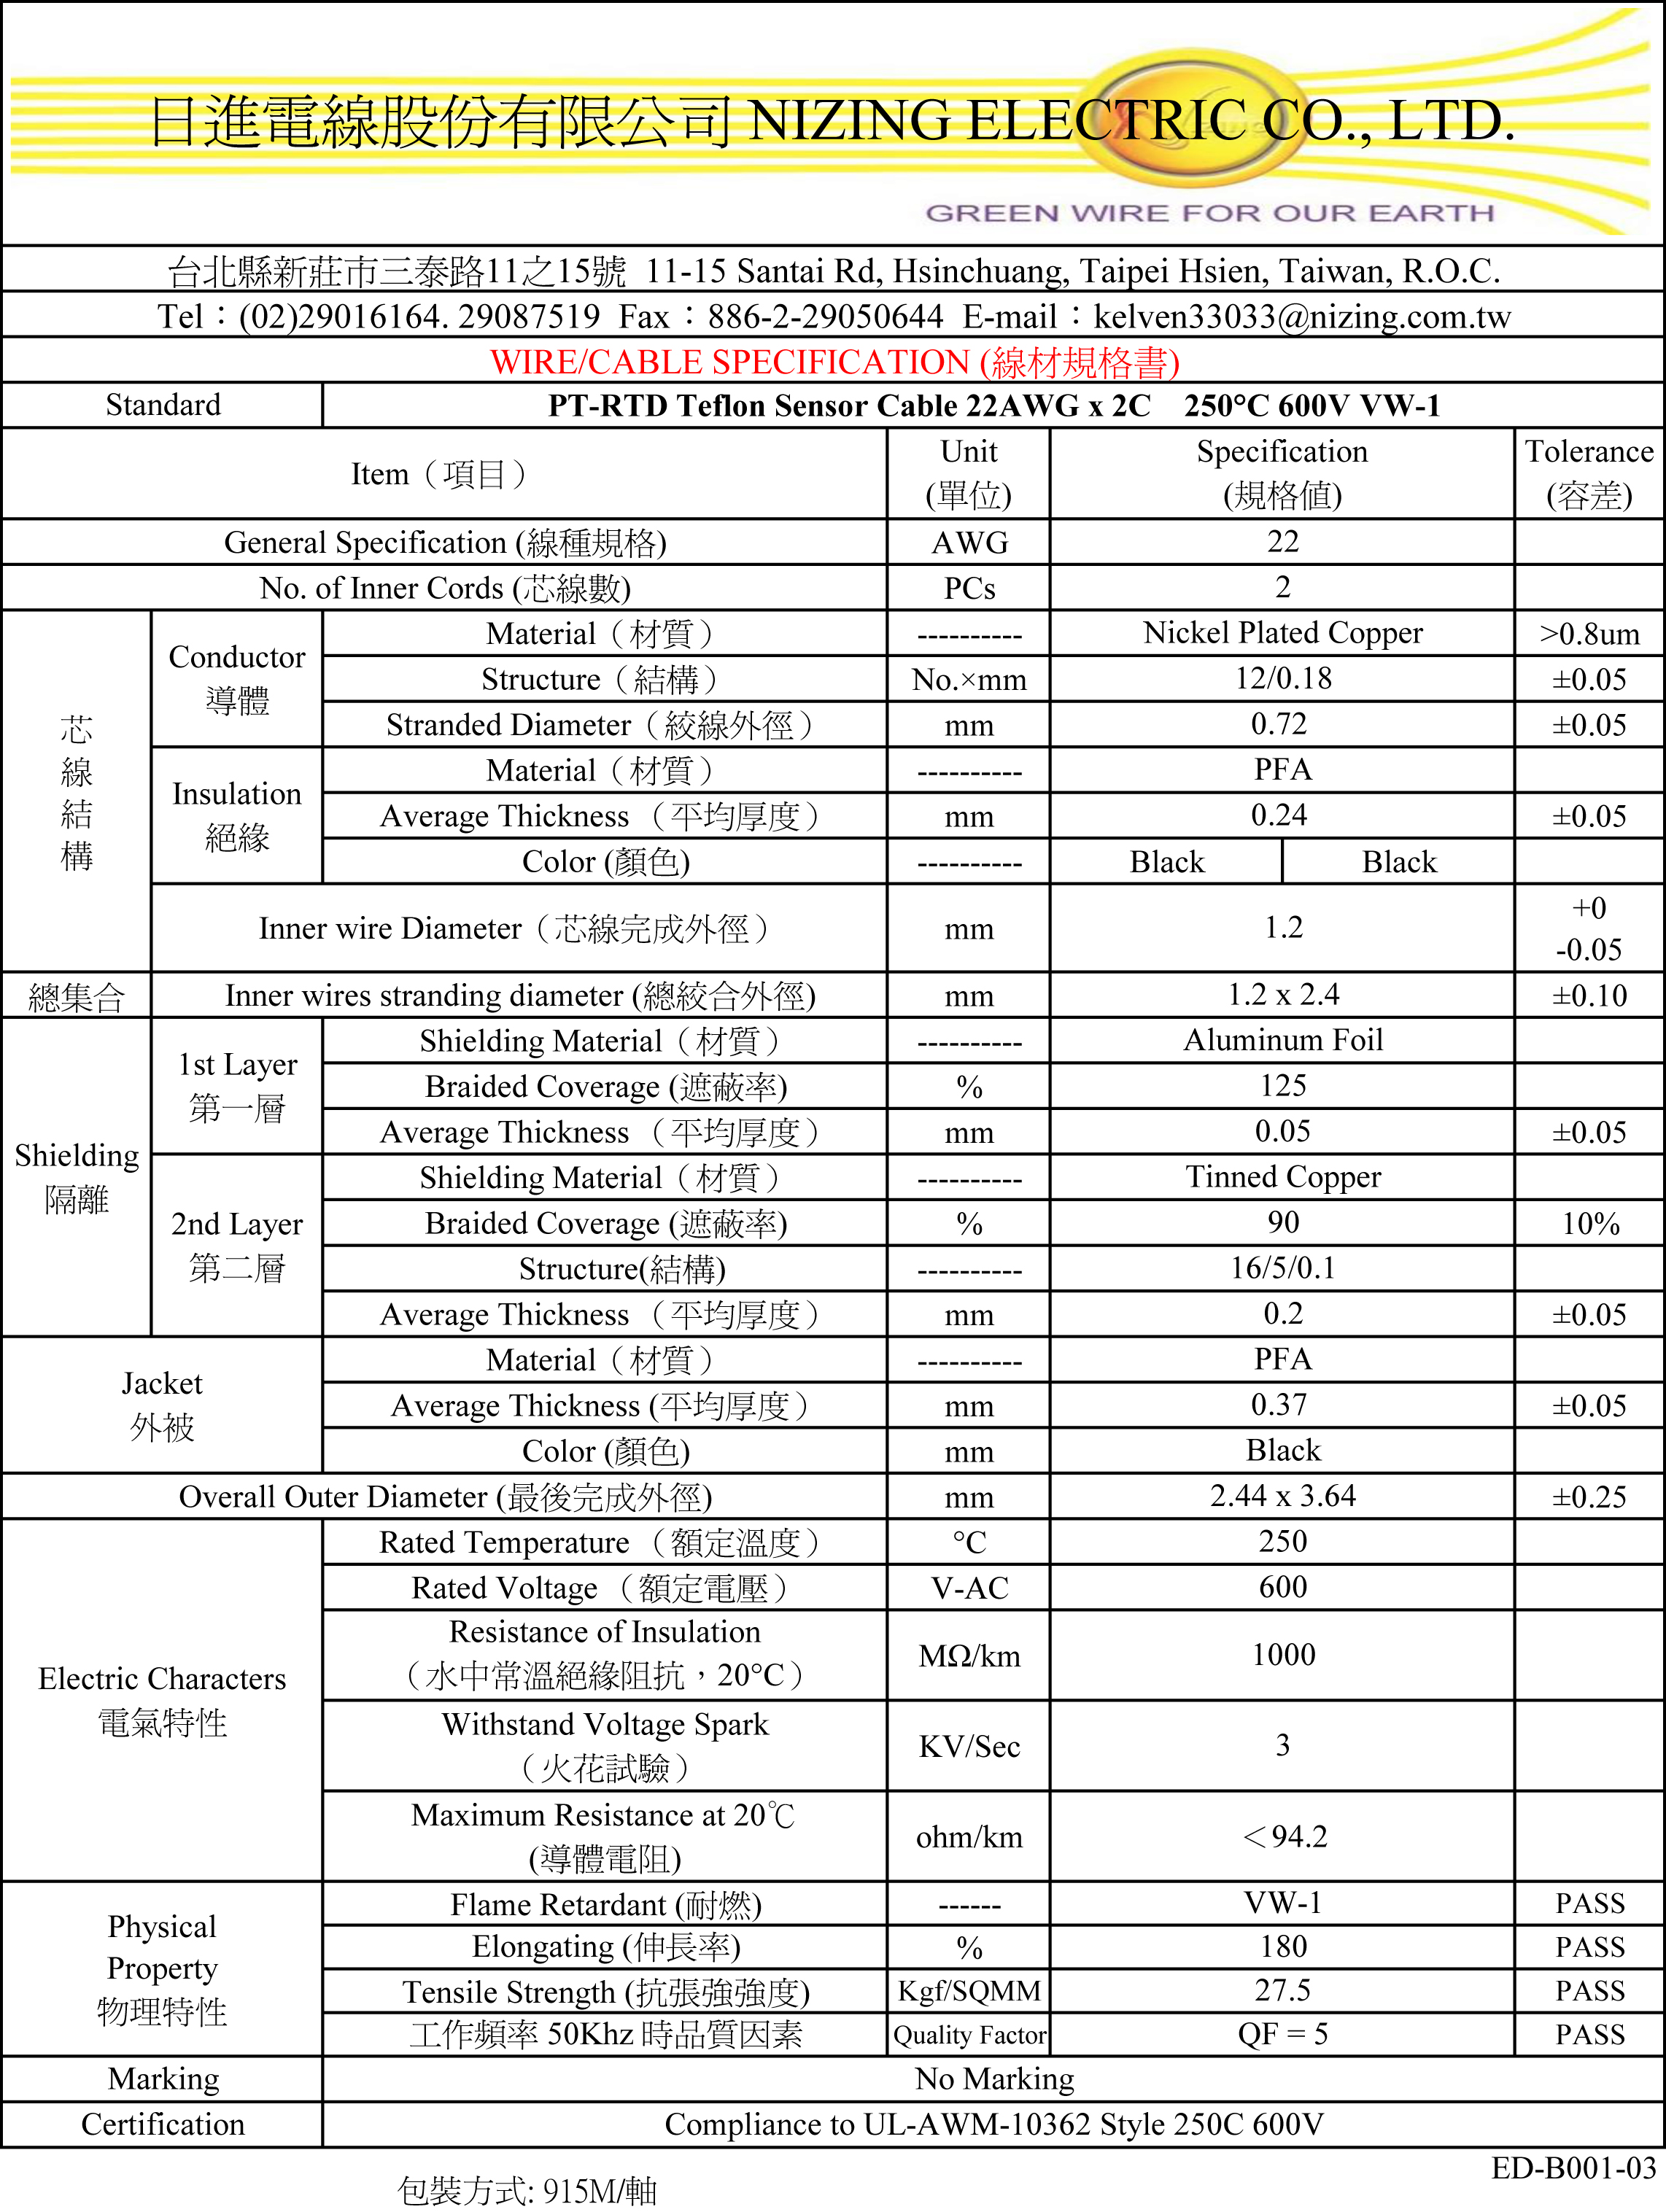 日進電線股份有限公司 NIZING ELECTRIC CO., LTD.
GREEN WIRE FOR OUR EARTH
台北縣新莊市三泰路11之15號 11-15 Santai Rd, Hsinchuang, Taipei Hsien, Taiwan, R.O.C.
Tel：(02)29016164. 29087519 Fax：886-2-29050644 E-mail：kelven33033@nizing.com.tw
WIRE/CABLE SPECIFICATION (線材規格書)
Standard PT-RTD Teflon Sensor Cable 22AWG x 2C 250°C 600V VW-1
Item（項目） Unit (單位) Specification (規格值) Tolerance (容差)
General Specification (線種規格) AWG 22
No. of Inner Cords (芯線數) PCs 2
芯線結構
Conductor 導體
Material（材質） ---------- Nickel Plated Copper >0.8um
Structure（結構） No.×mm 12/0.18 ±0.05
Stranded Diameter（絞線外徑） mm 0.72 ±0.05
Insulation 絕緣
Material（材質） ---------- PFA
Average Thickness （平均厚度） mm 0.24 ±0.05
Color (顏色) ---------- Black Black
Inner wire Diameter（芯線完成外徑） mm 1.2 +0 -0.05
總集合 Inner wires stranding diameter (總絞合外徑) mm 1.2 x 2.4 ±0.10
Shielding 隔離
1st Layer 第一層
Shielding Material（材質） ---------- Aluminum Foil
Braided Coverage (遮蔽率) % 125
Average Thickness （平均厚度） mm 0.05 ±0.05
2nd Layer 第二層
Shielding Material（材質） ---------- Tinned Copper
Braided Coverage (遮蔽率) % 90 10%
Structure(結構) ---------- 16/5/0.1
Average Thickness （平均厚度） mm 0.2 ±0.05
Jacket 外被
Material（材質） ---------- PFA
Average Thickness (平均厚度） mm 0.37 ±0.05
Color (顏色) mm Black
Overall Outer Diameter (最後完成外徑) mm 2.44 x 3.64 ±0.25
Electric Characters 電氣特性
Rated Temperature （額定溫度） °C 250
Rated Voltage （額定電壓） V-AC 600
Resistance of Insulation （水中常溫絕緣阻抗，20°C） MΩ/km 1000
Withstand Voltage Spark （火花試驗） KV/Sec 3
Maximum Resistance at 20℃ (導體電阻) ohm/km ＜94.2
Physical Property 物理特性
Flame Retardant (耐燃) ------ VW-1 PASS
Elongating (伸長率) % 180 PASS
Tensile Strength (抗張強強度) Kgf/SQMM 27.5 PASS
工作頻率 50Khz 時品質因素 Quality Factor QF = 5 PASS
Marking No Marking
Certification Compliance to UL-AWM-10362 Style 250C 600V
ED-B001-03
包裝方式: 915M/軸